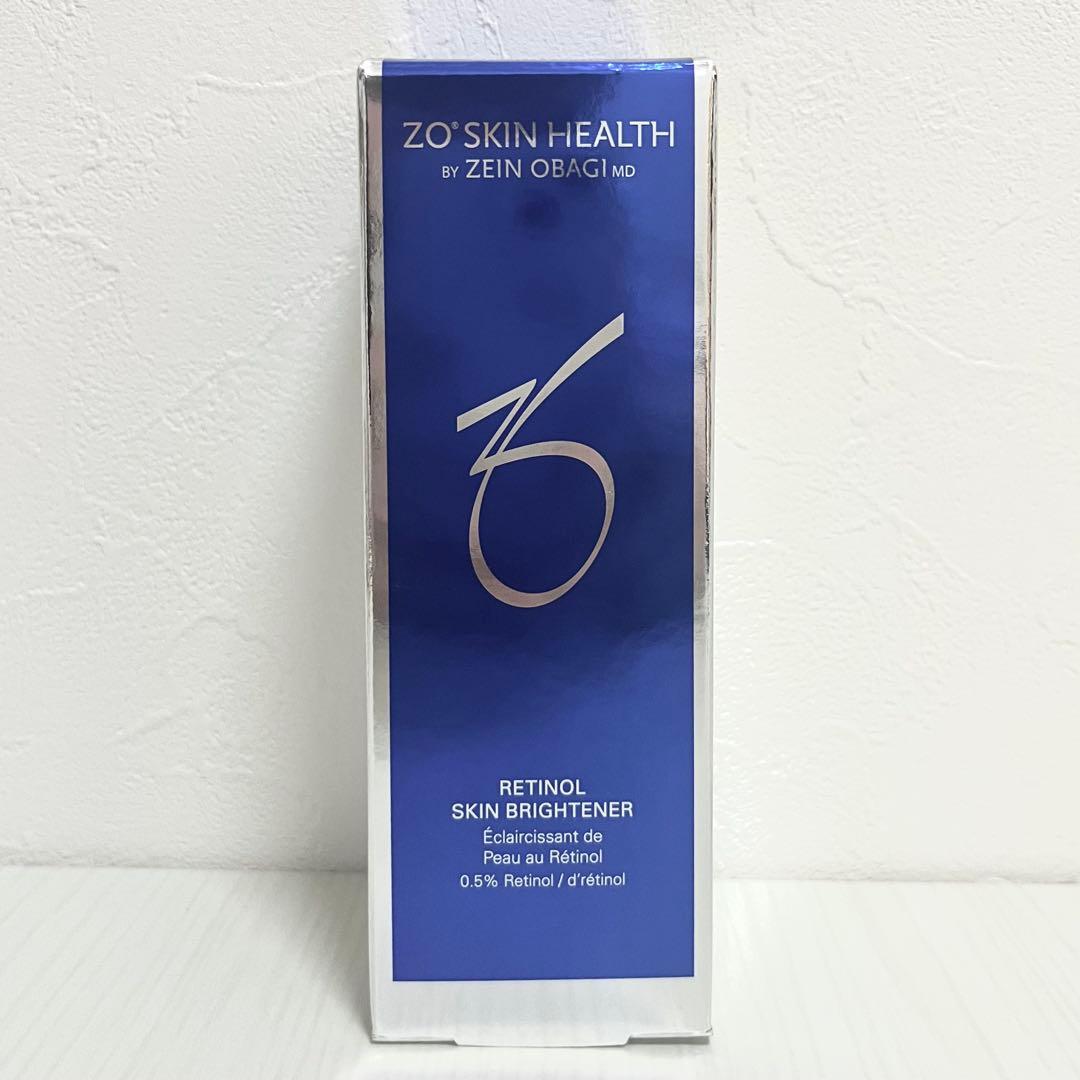 ZO® SKIN HEALTH
BY ZEIN OBAGI MD
RETINOL
SKIN BRIGHTENER
Éclaircissant de
Peau au Rétinol
0.5% Retinol / d'rétinol